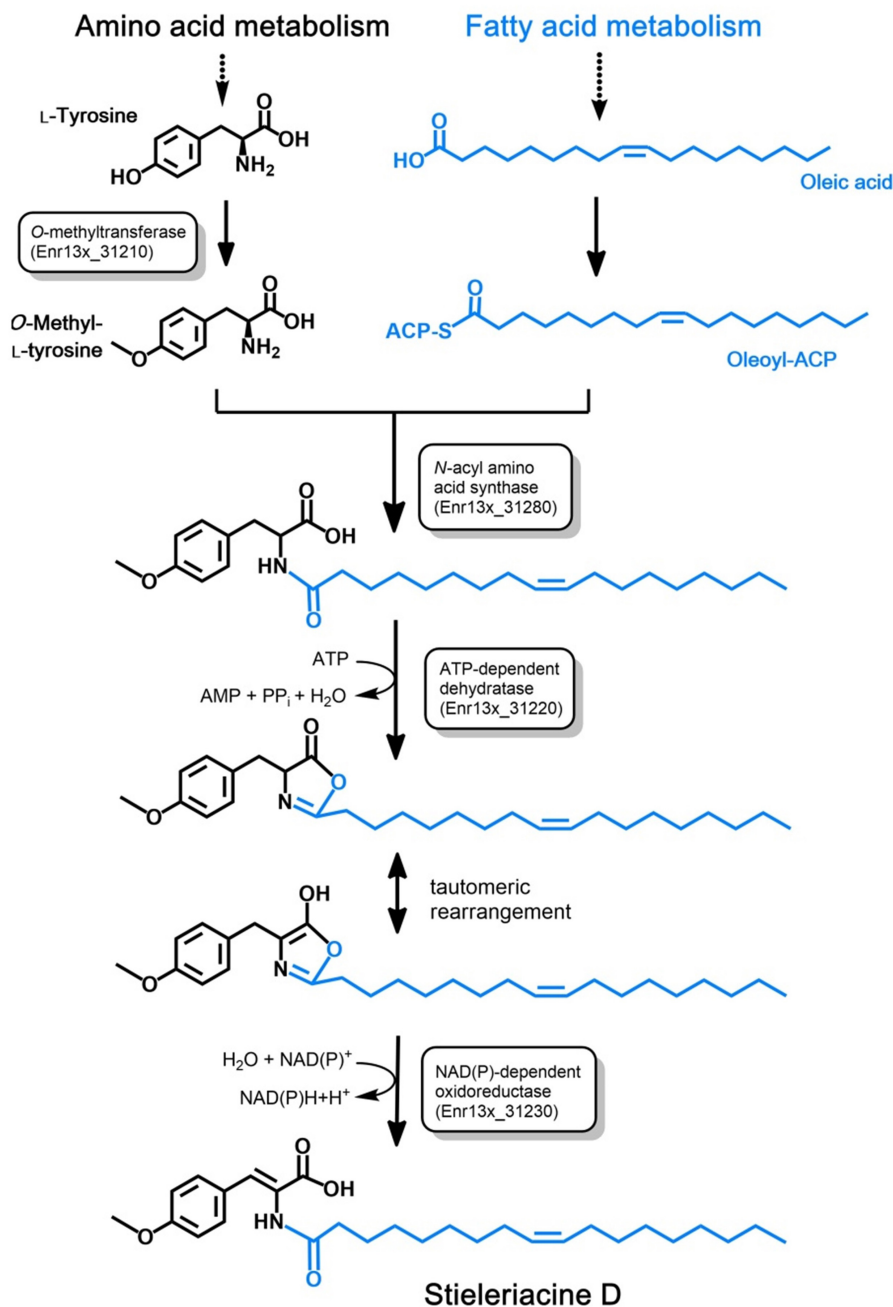 Amino acid metabolism
Fatty acid metabolism
L-Tyrosine
O
OH
NH2
HO
O
HO
Oleic acid
O-methyltransferase
(Enr13x_31210)
O-Methyl-
L-tyrosine
O
OH
NH2
O
O
ACP-S
Oleoyl-ACP
N-acyl amino
acid synthase
(Enr13x_31280)
O
OH
HN
O
O
ATP
AMP + PPi + H2O
ATP-dependent
dehydratase
(Enr13x_31220)
O
O
N
O
tautomeric
rearrangement
OH
O
N
O
H2O + NAD(P)+
NAD(P)H+H+
NAD(P)-dependent
oxidoreductase
(Enr13x_31230)
O
OH
HN
O
O
Stieleriacine D